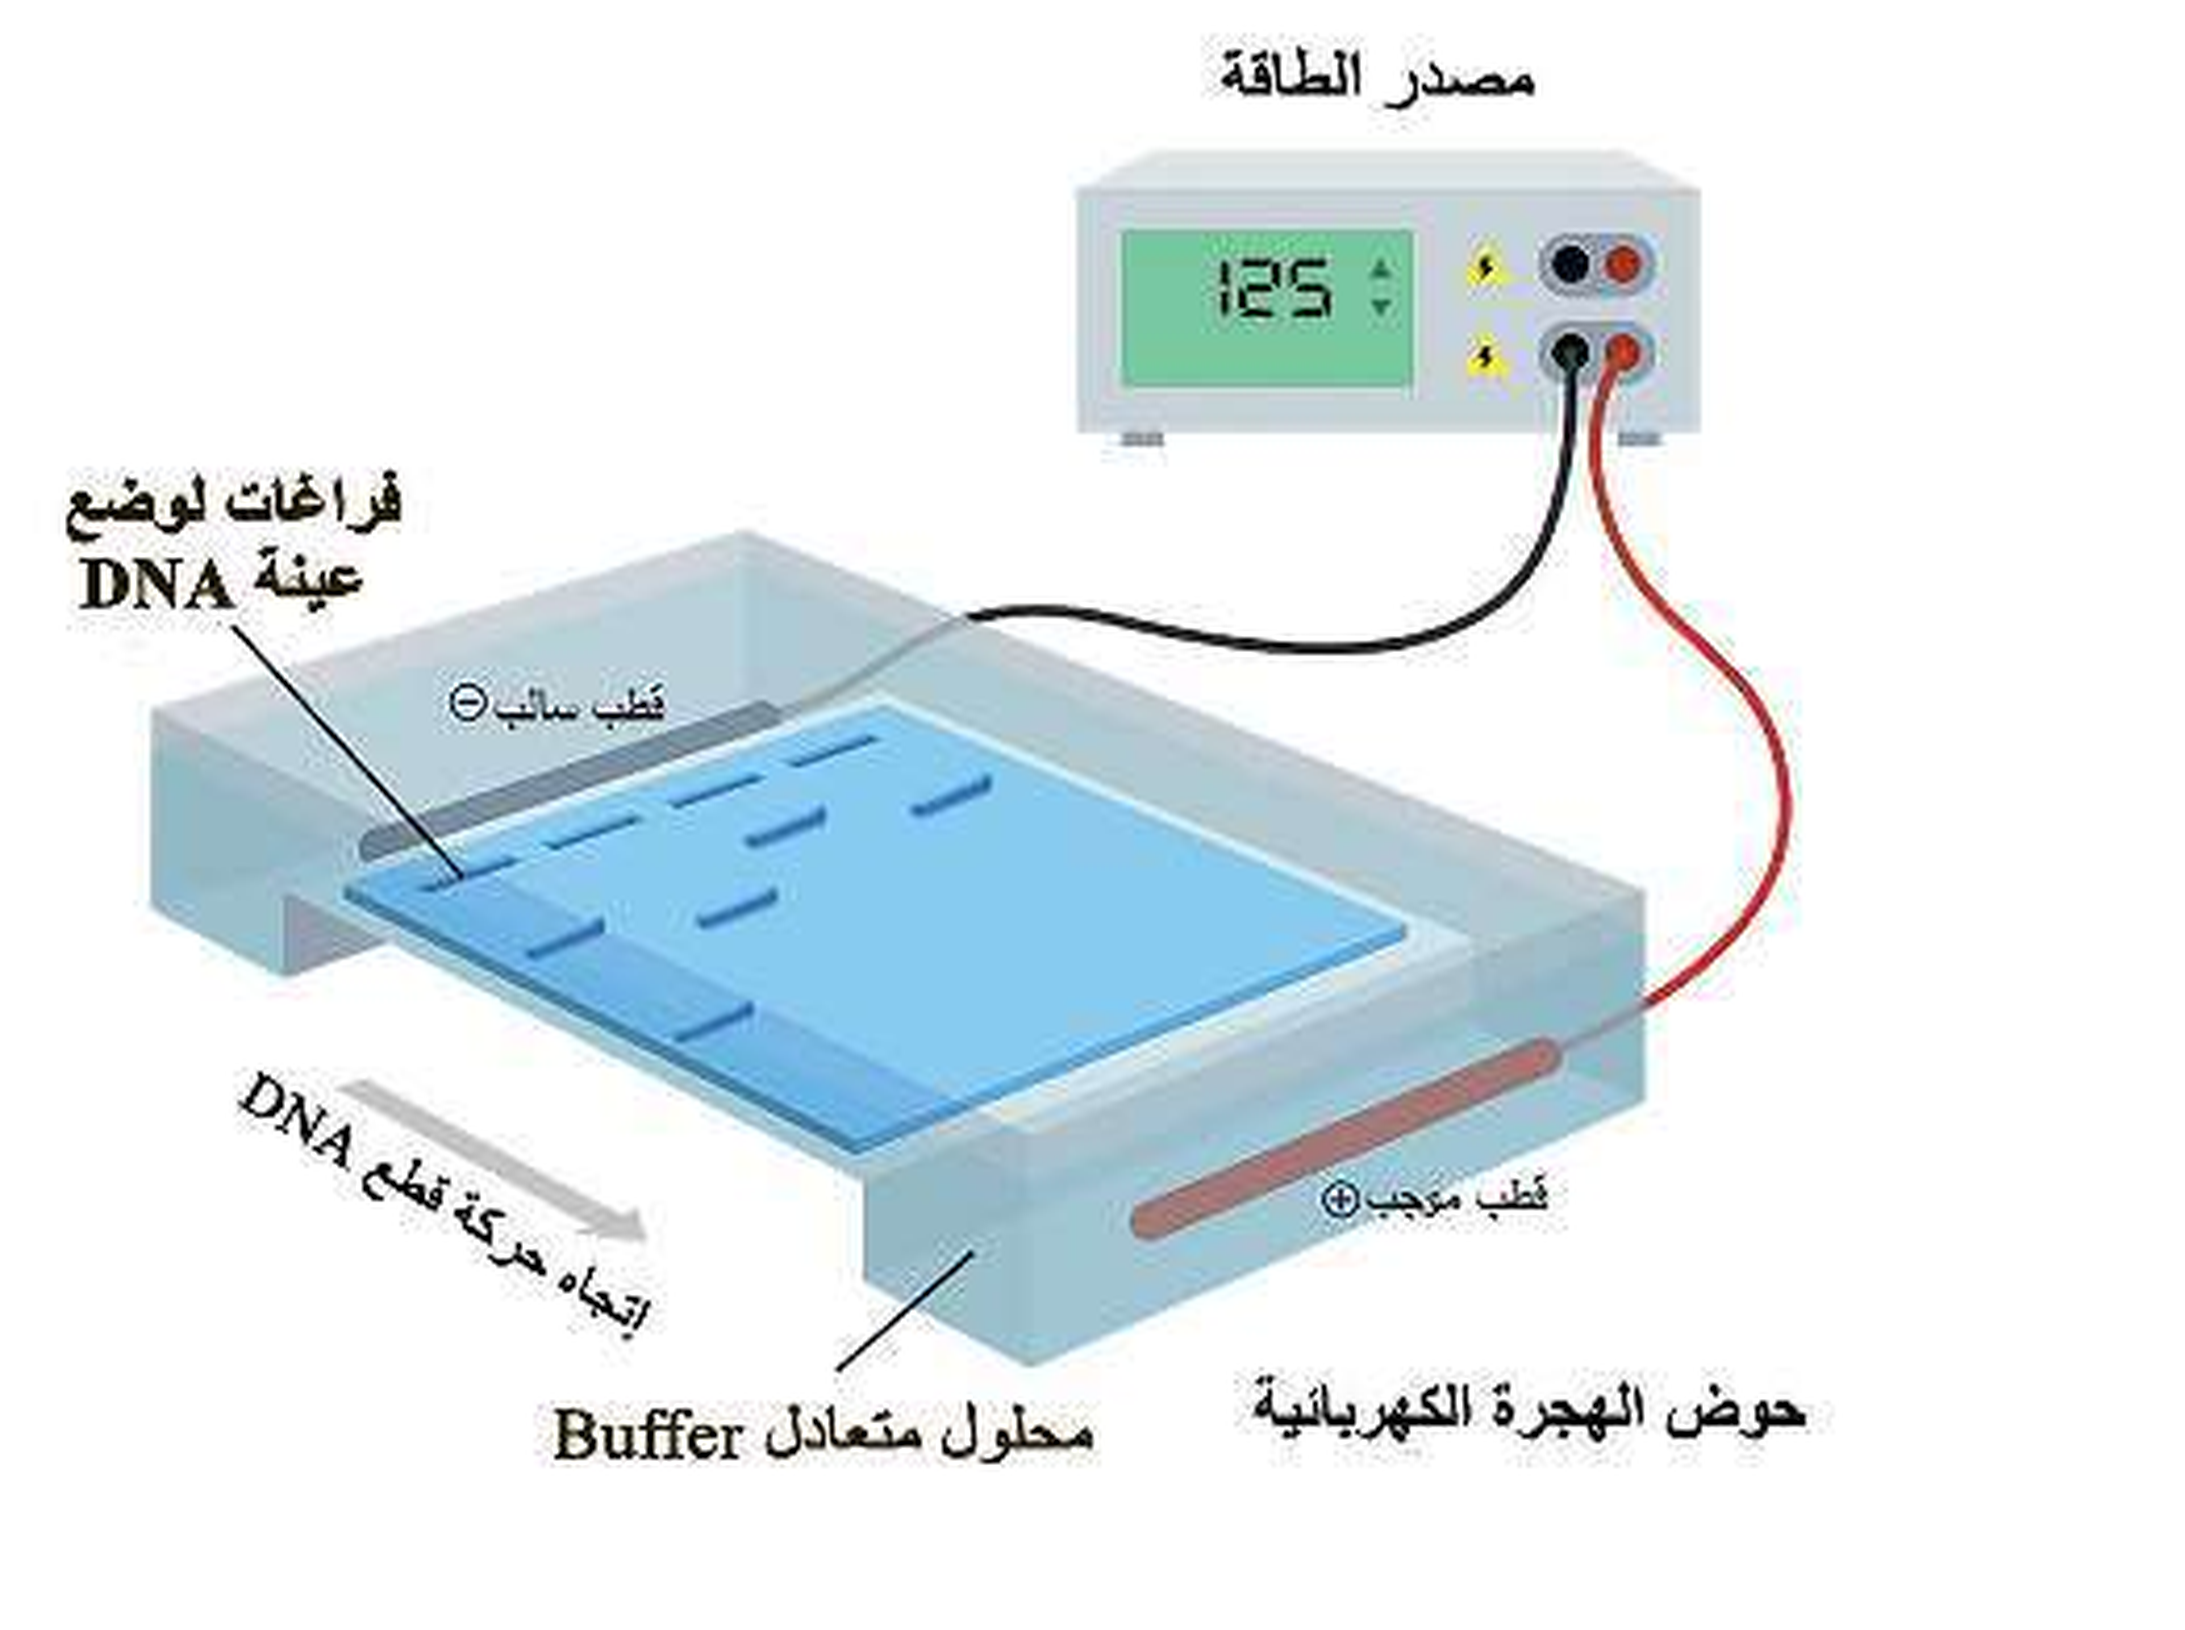 مصدر الطاقة
125
فراغات لوضع
عينة DNA
قطب سالب ⊖
اتجاه حركة قطع DNA
قطب موجب ⊕
محلول متعادل Buffer
حوض الهجرة الكهربائية